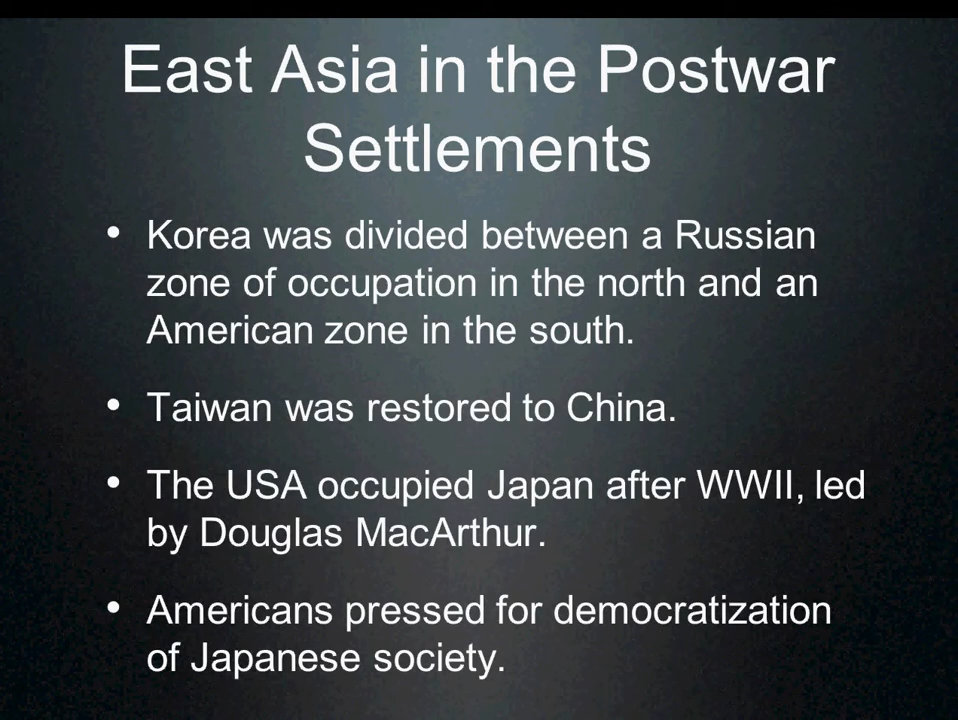 East Asia in the Postwar
Settlements
• Korea was divided between a Russian
zone of occupation in the north and an
American zone in the south.
• Taiwan was restored to China.
• The USA occupied Japan after WWII, led
by Douglas MacArthur.
• Americans pressed for democratization
of Japanese society.